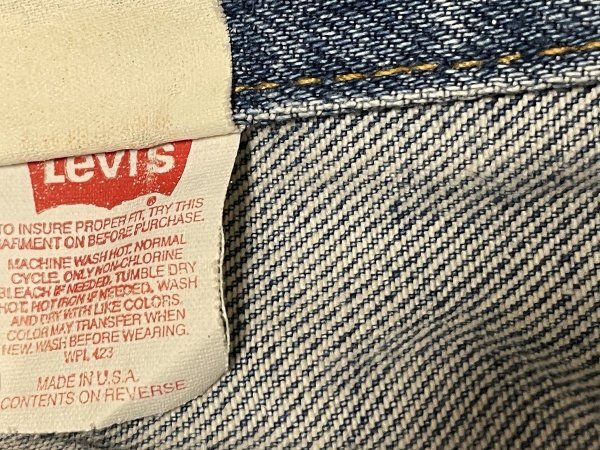 Levi's
®
TO INSURE PROPER FIT, TRY THIS
GARMENT ON BEFORE PURCHASE.
MACHINE WASH HOT, NORMAL
CYCLE. ONLY NON-CHLORINE
BLEACH IF NEEDED, TUMBLE DRY
HOT, HOT IRON IF NEEDED, WASH
AND DRY WITH LIKE COLORS.
COLOR MAY TRANSFER WHEN
NEW. WASH BEFORE WEARING.
WPL 423
MADE IN U.S.A.
CONTENTS ON REVERSE